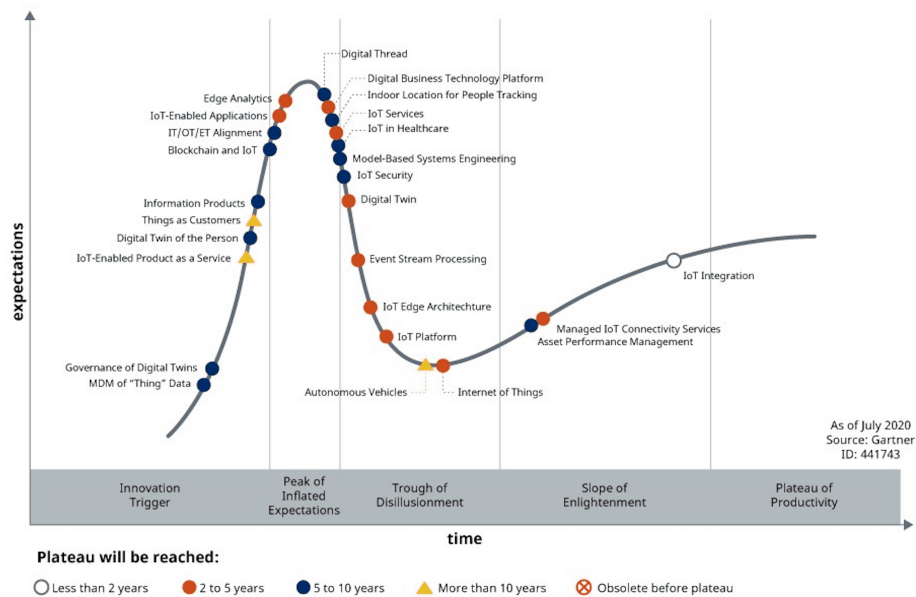 Digital Thread
Digital Business Technology Platform
Indoor Location for People Tracking
IoT Services
IoT in Healthcare
Model-Based Systems Engineering
IoT Security
Digital Twin
Event Stream Processing
IoT Edge Architechture
IoT Platform
Edge Analytics
IoT-Enabled Applications
IT/OT/ET Alignment
Blockchain and IoT
Information Products
Things as Customers
Digital Twin of the Person
IoT-Enabled Product as a Service
Governance of Digital Twins
MDM of “Thing” Data
Autonomous Vehicles
Internet of Things
Managed IoT Connectivity Services
Asset Performance Management
IoT Integration
expectations
As of July 2020
Source: Gartner
ID: 441743
Innovation
Trigger
Peak of
Inflated
Expectations
Trough of
Disillusionment
Slope of
Enlightenment
Plateau of
Productivity
time
Plateau will be reached:
Less than 2 years
2 to 5 years
5 to 10 years
More than 10 years
Obsolete before plateau